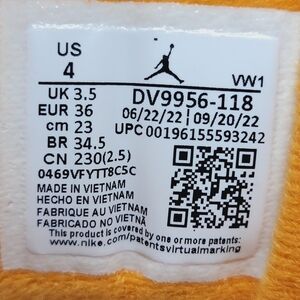 US
4
VW1
UK 3.5
EUR 36
cm 23
BR 34.5
CN 230(2.5)
0469VFYTT8C5C
DV9956-118
06/22/22 | 09/20/22
UPC 00196155593242
MADE IN VIETNAM
HECHO EN VIETNAM
FABRIQUE AU VIETNAM
FABRICADO NO VIETNÃ
This product is covered by one or more patents:
www.nike.com/patentsvirtualmarking